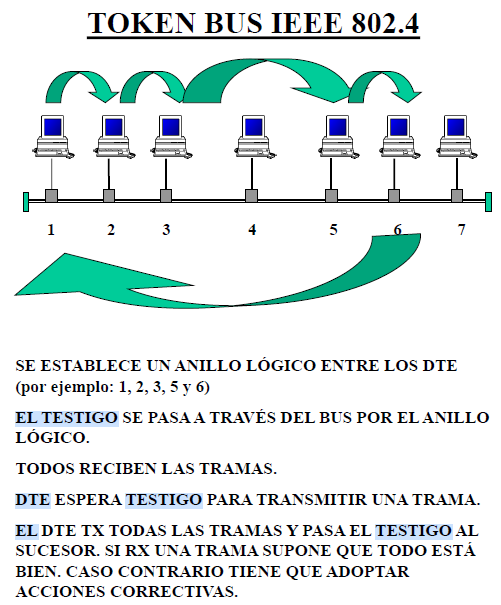 TOKEN BUS IEEE 802.4
1 2 3 4 5 6 7
SE ESTABLECE UN ANILLO LÓGICO ENTRE LOS DTE
(por ejemplo: 1, 2, 3, 5 y 6)
EL TESTIGO SE PASA A TRAVÉS DEL BUS POR EL ANILLO
LÓGICO.
TODOS RECIBEN LAS TRAMAS.
DTE ESPERA TESTIGO PARA TRANSMITIR UNA TRAMA.
EL DTE TX TODAS LAS TRAMAS Y PASA EL TESTIGO AL
SUCESOR. SI RX UNA TRAMA SUPONE QUE TODO ESTÁ
BIEN. CASO CONTRARIO TIENE QUE ADOPTAR
ACCIONES CORRECTIVAS.